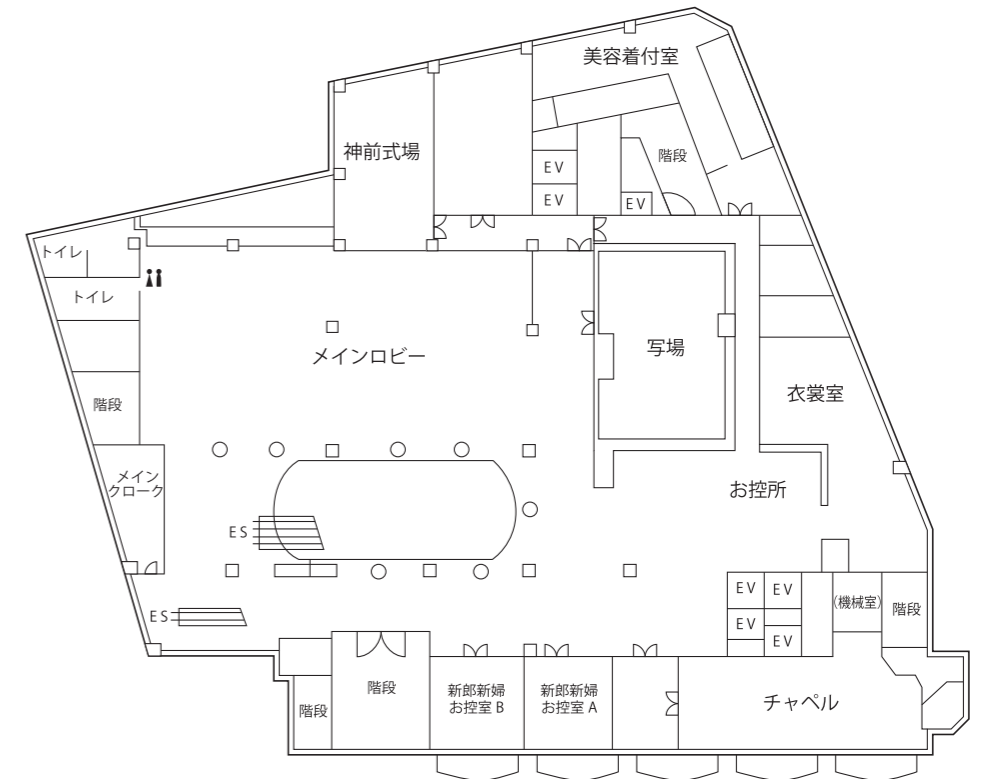 美容着付室
神前式場
階段
EV
EV
EV
トイレ
トイレ
メインロビー
写場
階段
衣裳室
メイン
クローク
お控所
ES
EV
EV
(機械室)
階段
ES
EV
EV
階段
新郎新婦
お控室 B
新郎新婦
お控室 A
チャペル
階段